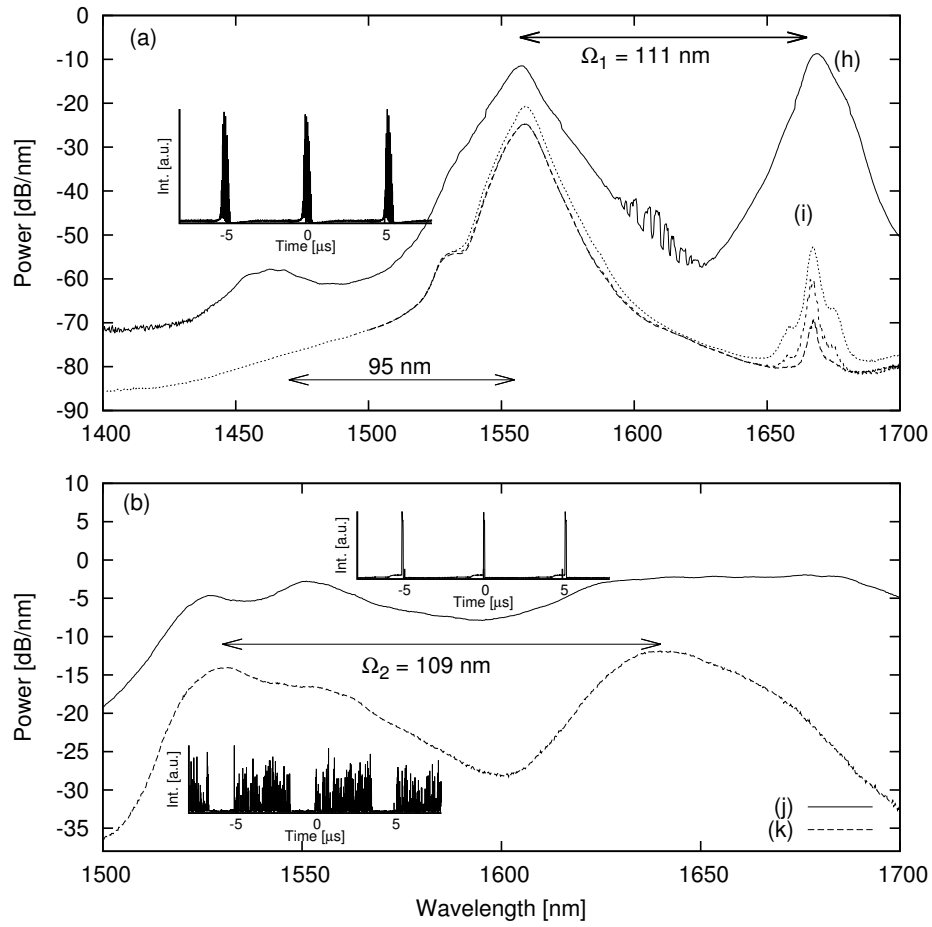 (a)
Ω1 = 111 nm
(h)
(i)
95 nm
Power [dB/nm]
10
0
-10
-20
-30
-40
-50
-60
-70
-80
-90
1400 1450 1500 1550 1600 1650 1700
Int. [a.u.]
-5 0 5
Time [μs]
(b)
Ω2 = 109 nm
Power [dB/nm]
10
5
0
-5
-10
-15
-20
-25
-30
-35
Int. [a.u.]
-5 0 5
Time [μs]
Int. [a.u.]
-5 0 5
Time [μs]
(j)
(k)
1500 1550 1600 1650 1700
Wavelength [nm]